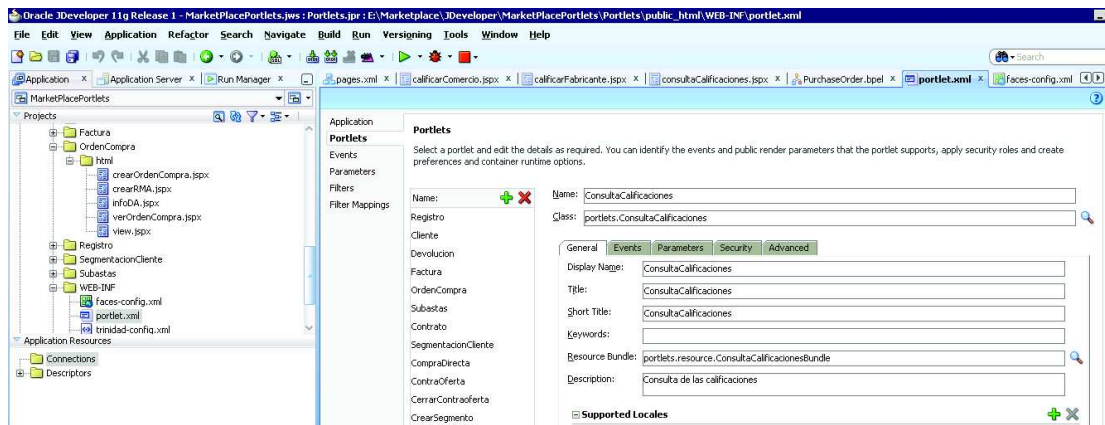 Oracle JDeveloper 11g Release 1 - MarketPlacePortlets.jws : Portlets.jpr : E:\Marketplace\JDeveloper\MarketPlacePortlets\Portlets\public_html\WEB-INF\portlet.xml
File Edit View Application Refactor Search Navigate Build Run Versioning Tools Window Help
Search
Application x Application Server x Run Manager x
pages.xml x calificarComercio.jspx x calificarFabricante.jspx x consultaCalificaciones.jspx x PurchaseOrder.bpel x portlet.xml x faces-config.xml
MarketPlacePortlets
Projects
Factura
OrdenCompra
html
crearOrdenCompra.jspx
crearRMA.jspx
infoDA.jspx
verOrdenCompra.jspx
view.jspx
Registro
SegmentacionCliente
Subastas
WEB-INF
faces-config.xml
portlet.xml
trinidad-config.xml
Application Resources
Connections
Descriptors
Application
Portlets
Events
Parameters
Filters
Filter Mappings
Portlets
Select a portlet and edit the details as required. You can identify the events and public render parameters that the portlet supports, apply security roles and create
preferences and container runtime options.
Name:
Registro
Cliente
Devolucion
Factura
OrdenCompra
Subastas
Contrato
SegmentacionCliente
CompraDirecta
ContraOferta
CerrarContraoferta
CrearSegmento
Name: ConsultaCalificaciones
Class: portlets.ConsultaCalificaciones
General Events Parameters Security Advanced
Display Name: ConsultaCalificaciones
Title: ConsultaCalificaciones
Short Title: ConsultaCalificaciones
Keywords:
Resource Bundle: portlets.resource.ConsultaCalificacionesBundle
Description: Consulta de las calificaciones
Supported Locales